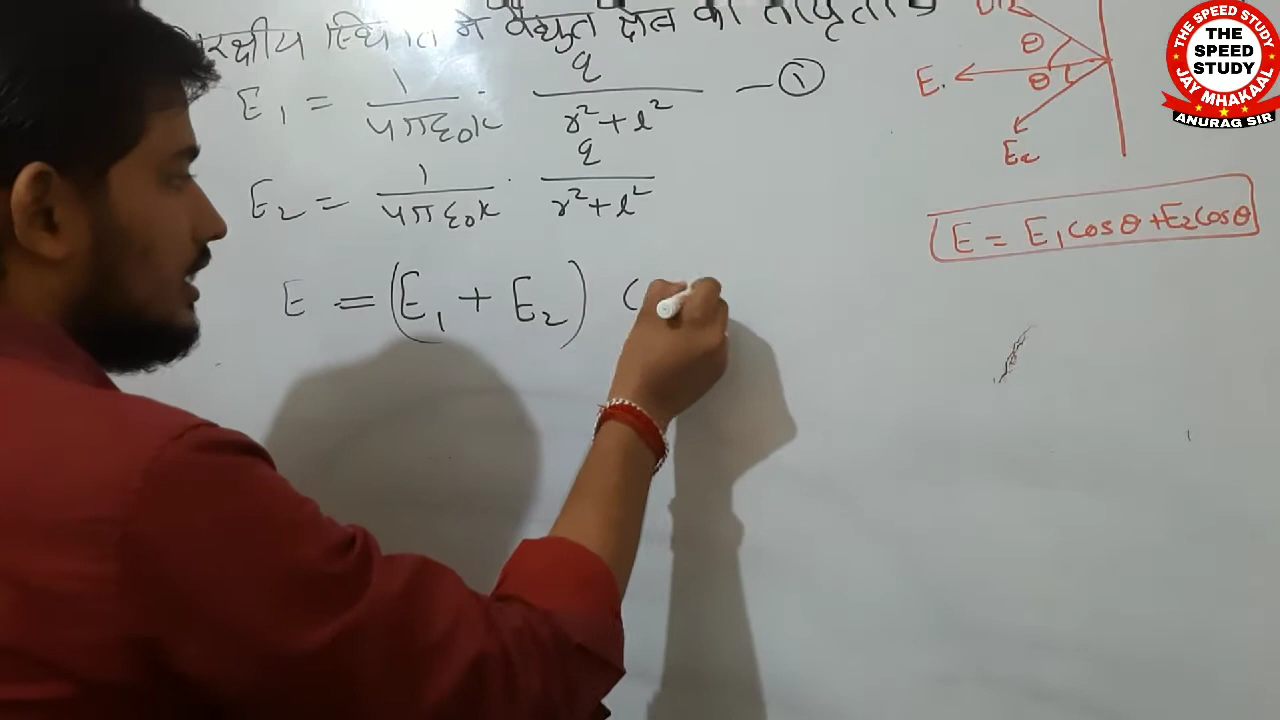 स्थिति में वैद्युत क्षेत्र की तीव्रता
E₁ = 1/4πε₀K · q/r²+l² — ①
E₂ = 1/4πε₀K · q/r²+l²
E = (E₁ + E₂) (
θ
E.
θ
E₂
E = E₁cosθ+E₂cosθ
THE SPEED STUDY
THE
SPEED
STUDY
JAY MHAKAAL
ANURAG SIR